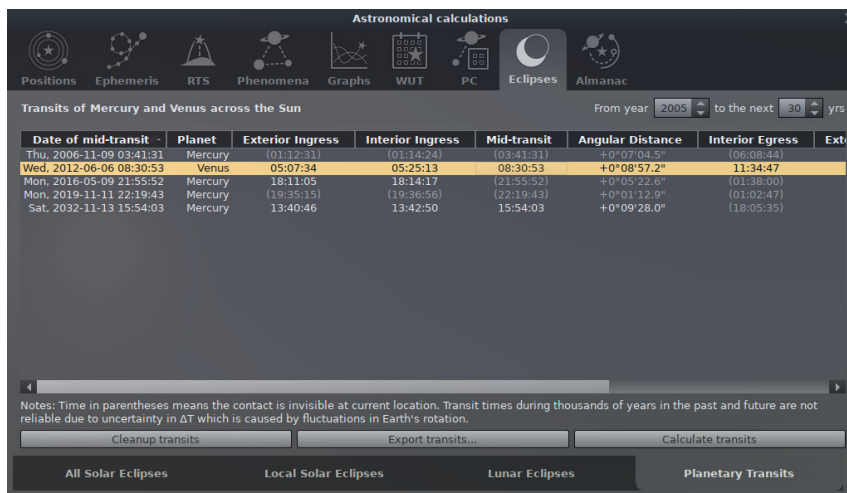 Astronomical calculations
Positions Ephemeris RTS Phenomena Graphs WUT PC Eclipses Almanac
Transits of Mercury and Venus across the Sun From year 2005 to the next 30 yrs
Date of mid-transit Planet Exterior Ingress Interior Ingress Mid-transit Angular Distance Interior Egress
Thu, 2006-11-09 03:41:31 Mercury (01:12:31) (01:14:24) (03:41:31) +0°07'04.5" (06:08:44)
Wed, 2012-06-06 08:30:53 Venus 05:07:34 05:25:13 08:30:53 +0°08'57.2" 11:34:47
Mon, 2016-05-09 21:55:52 Mercury 18:11:05 18:14:17 (21:55:52) +0°05'22.6" (01:38:00)
Mon, 2019-11-11 22:19:43 Mercury (19:35:15) (19:36:56) (22:19:43) +0°01'12.9" (01:02:47)
Sat, 2032-11-13 15:54:03 Mercury 13:40:46 13:42:50 15:54:03 +0°09'28.0" (18:05:35)
Notes: Time in parentheses means the contact is invisible at current location. Transit times during thousands of years in the past and future are not
reliable due to uncertainty in ΔT which is caused by fluctuations in Earth's rotation.
Cleanup transits Export transits... Calculate transits
All Solar Eclipses Local Solar Eclipses Lunar Eclipses Planetary Transits